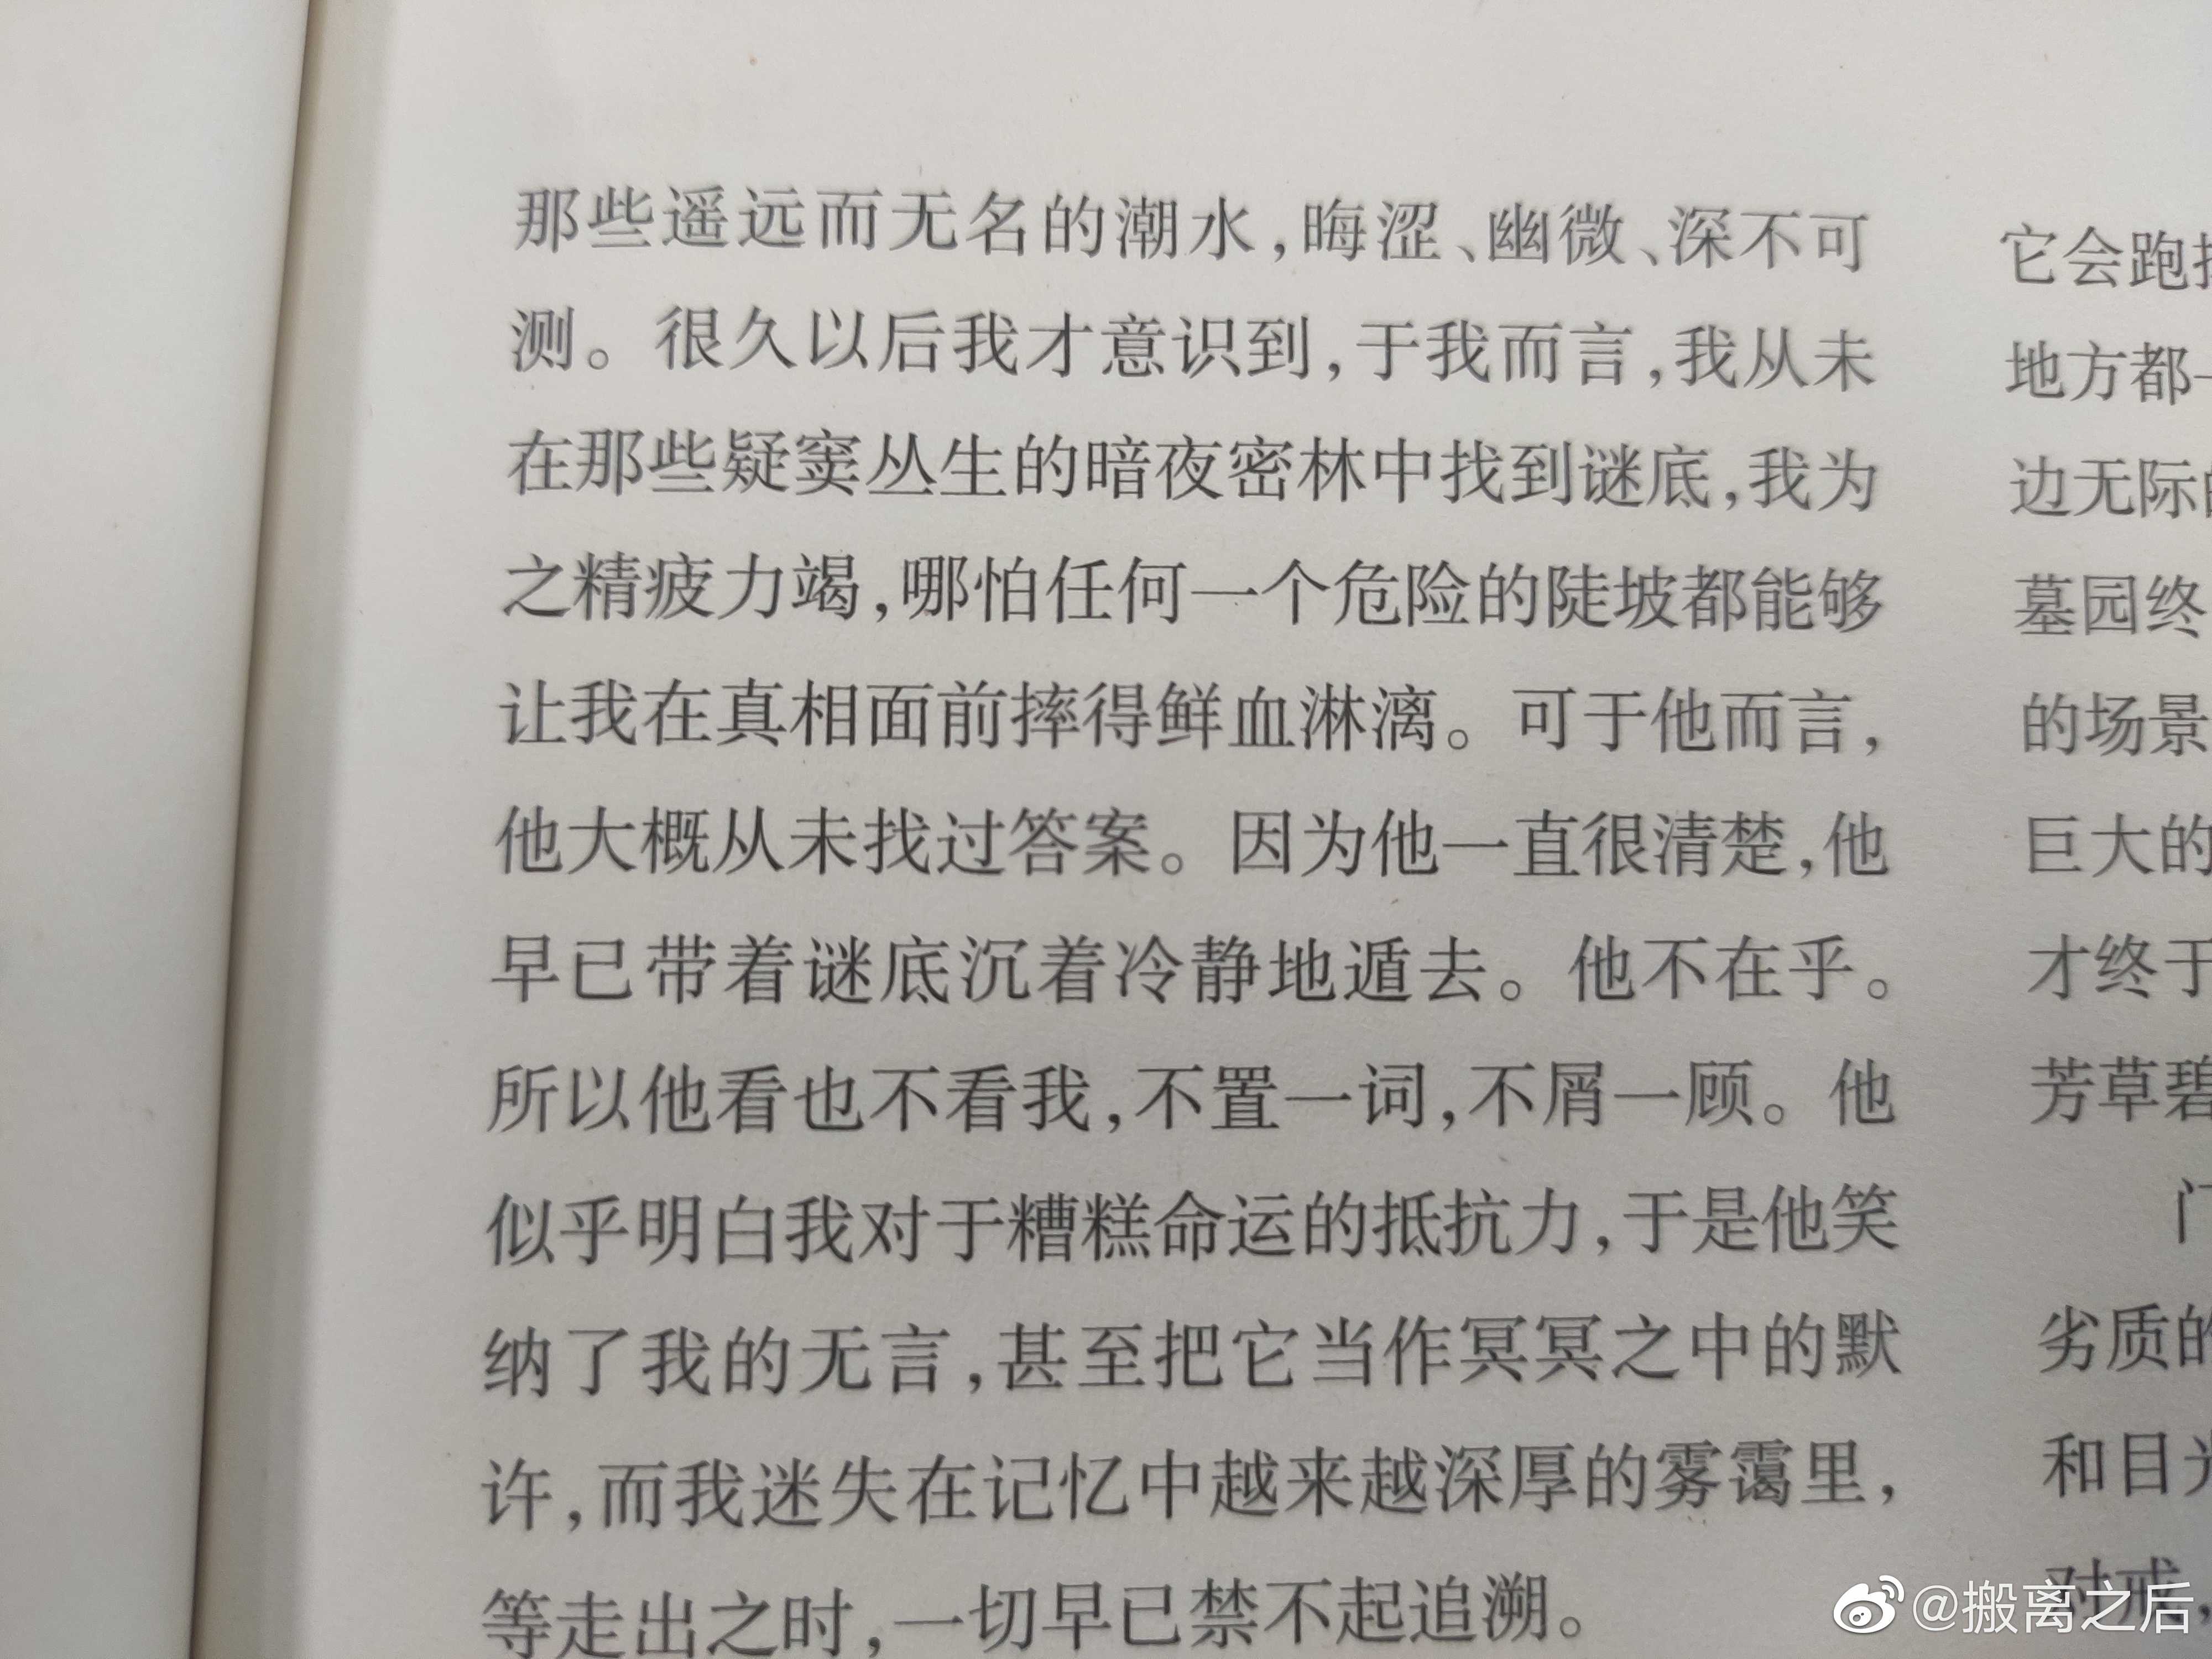 那些遥远而无名的潮水，晦涩、幽微、深不可
测。很久以后我才意识到，于我而言，我从未
在那些疑窦丛生的暗夜密林中找到谜底，我为
之精疲力竭，哪怕任何一个危险的陡坡都能够
让我在真相面前摔得鲜血淋漓。可于他而言，
他大概从未找过答案。因为他一直很清楚，他
早已带着谜底沉着冷静地遁去。他不在乎。
所以他看也不看我，不置一词，不屑一顾。他
似乎明白我对于糟糕命运的抵抗力，于是他笑
纳了我的无言，甚至把它当作冥冥之中的默
许，而我迷失在记忆中越来越深厚的雾霭里，
等走出之时，一切早已禁不起追溯。
它会跑
地方都
边无际
墓园终
的场景
巨大的
才终于
芳草碧
门
劣质的
和目光
对戒，
@搬离之后